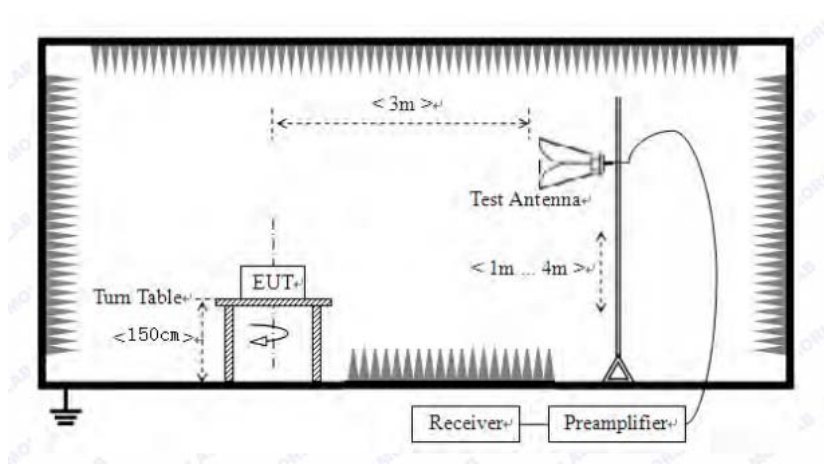 < 3m >
Test Antenna
< 1m ... 4m >
EUT
Turn Table
<150cm>
Receiver
Preamplifier